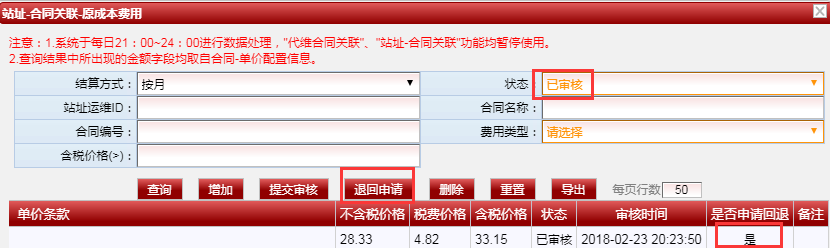 站址-合同关联-原成本费用
注意：1.系统于每日21：00~24：00进行数据处理，"代维合同关联"、"站址-合同关联"功能均暂停使用。
2.查询结果中所出现的金额字段均取自合同-单价配置信息。
结算方式： 按月 状态： 已审核
站址运维ID： 合同名称：
合同编号： 费用类型： 请选择
含税价格(>)：
查询 增加 提交审核 退回申请 删除 重置 导出 每页行数 50
单价条款 不含税价格 税费价格 含税价格 状态 审核时间 是否申请回退 备注
28.33 4.82 33.15 已审核 2018-02-23 20:23:50 是